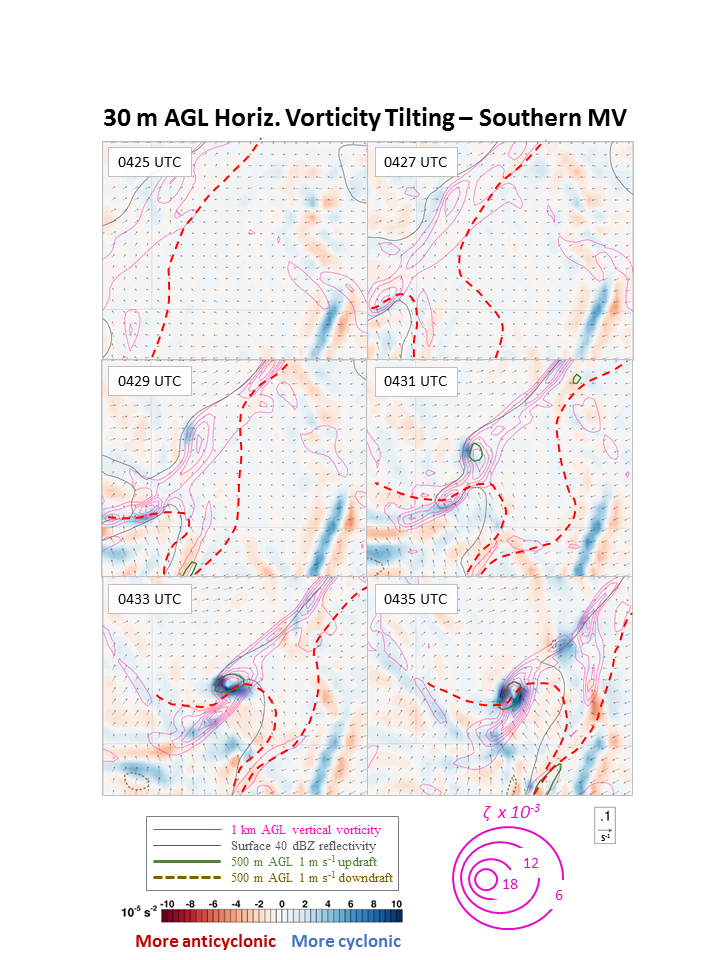 30 m AGL Horiz. Vorticity Tilting – Southern MV
0425 UTC
0427 UTC
0429 UTC
0431 UTC
0433 UTC
0435 UTC
1 km AGL vertical vorticity
Surface 40 dBZ reflectivity
500 m AGL 1 m s⁻¹ updraft
500 m AGL 1 m s⁻¹ downdraft
ζ x 10⁻³
12
18
6
.1
s⁻¹
10⁻⁵ s⁻² -10 -8 -6 -4 -2 0 2 4 6 8 10
More anticyclonic More cyclonic